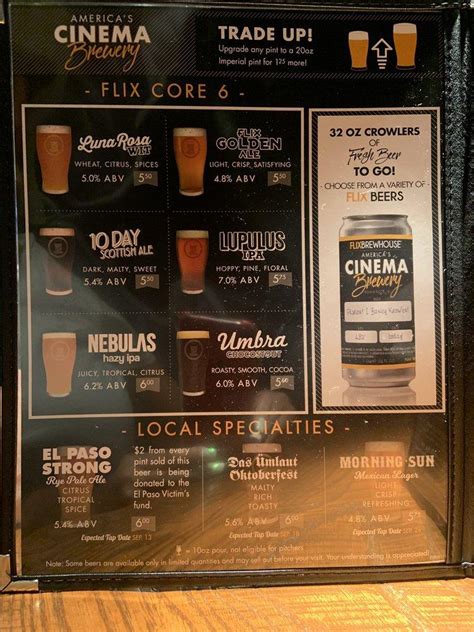 AMERICA'S
CINEMA
Brewery
TRADE UP!
Upgrade any pint to a 20oz
Imperial pint for 1.25 more!
- FLIX CORE 6 -
Luna Rosa
WIT
WHEAT, CITRUS, SPICES
5.0% ABV 5.50
FLIX
GOLDEN
ALE
LIGHT, CRISP, SATISFYING
4.8% ABV 5.50
10 DAY
SCOTTISH ALE
DARK, MALTY, SWEET
5.4% ABV 5.50
LUPULUS
IPA
HOPPY, PINE, FLORAL
7.0% ABV 5.75
NEBULAS
hazy ipa
JUICY, TROPICAL, CITRUS
6.2% ABV 6.00
Umbra
CHOCOSTOUT
ROASTY, SMOOTH, COCOA
6.0% ABV
32 OZ CROWLERS
of
Fresh Beer
TO GO!
CHOOSE FROM A VARIETY OF
FLIX BEERS
FLIXBREWHOUSE
AMERICA'S
CINEMA
Brewery
- LOCAL SPECIALTIES -
EL PASO
STRONG
Rye Pale Ale
CITRUS
TROPICAL
SPICE
5.4% ABV 6.00
Expected Tap Date SEP. 13
$2 from every
pint sold of this
beer is being
donated to the
El Paso Victim's
fund.
Das Umlaut
Oktoberfest
MALTY
RICH
TOASTY
5.6% ABV 6.00
Expected Tap Date SEP.
MORNING SUN
Mexican Lager
LIGHT
CRISP
REFRESHING
4.8% ABV
Expected Tap Date SEP.
= 10oz pour, not eligible for pitchers
Note: Some beers are available only in limited quantities and may sell out before your visit. Your understanding is appreciated!